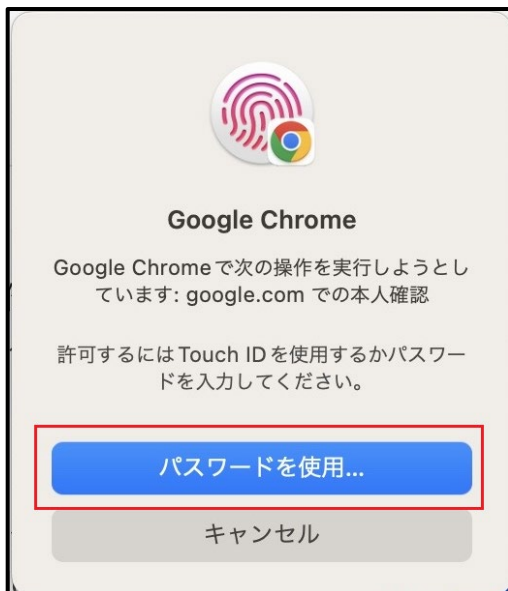 Google Chrome
Google Chromeで次の操作を実行しようとし
ています: google.com での本人確認
許可するにはTouch IDを使用するかパスワー
ドを入力してください。
パスワードを使用...
キャンセル